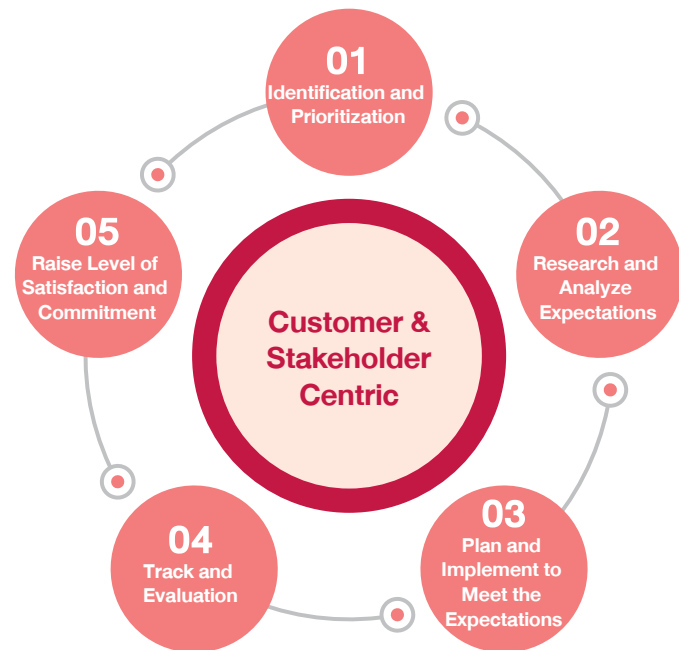 01
Identification and
Prioritization
02
Research and
Analyze
Expectations
03
Plan and
Implement to
Meet the
Expectations
04
Track and
Evaluation
05
Raise Level of
Satisfaction and
Commitment
Customer &
Stakeholder
Centric